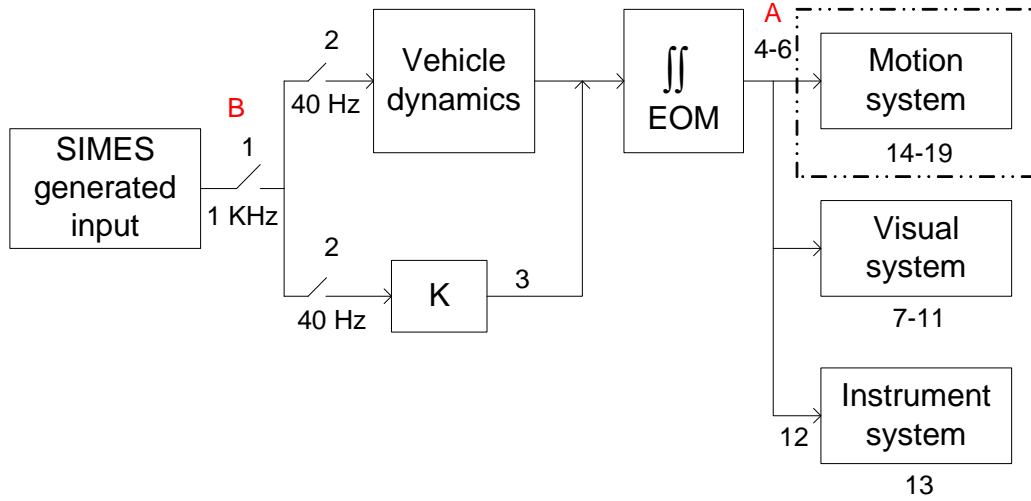 SIMES
generated
input
B
1
1 KHz
2
40 Hz
Vehicle
dynamics
2
40 Hz
K
3
∬
EOM
A
4-6
Motion
system
14-19
Visual
system
7-11
12
Instrument
system
13